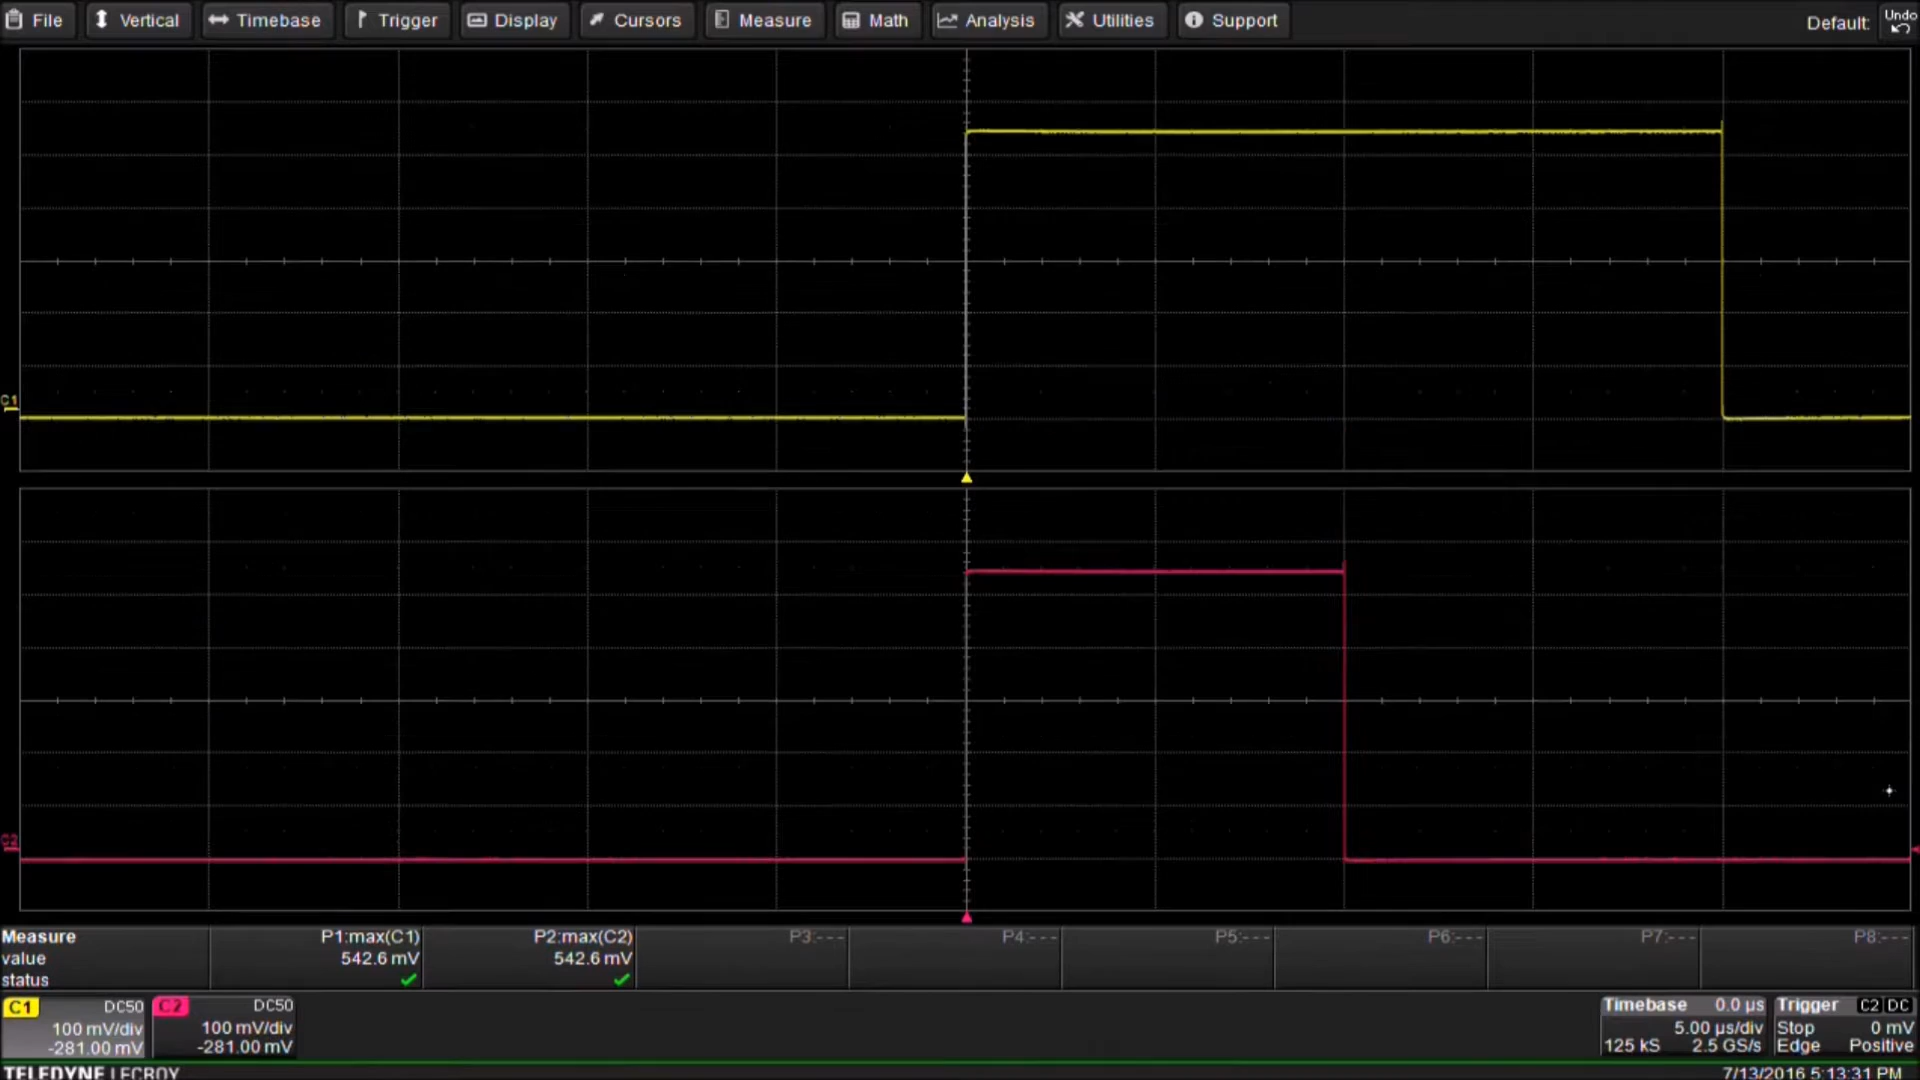 File Vertical Timebase Trigger Display Cursors Measure Math Analysis Utilities Support Default: Undo
C1
C2
Measure P1:max(C1) P2:max(C2) P3:--- P4:--- P5:--- P6:--- P7:--- P8:---
value 542.6 mV 542.6 mV
status
C1 DC50 C2 DC50 Timebase 0.0 µs Trigger C2 DC
100 mV/div 100 mV/div 5.00 µs/div Stop 0 mV
-281.00 mV -281.00 mV 125 kS 2.5 GS/s Edge Positive
TELEDYNE LECROY 7/13/2016 5:13:31 PM